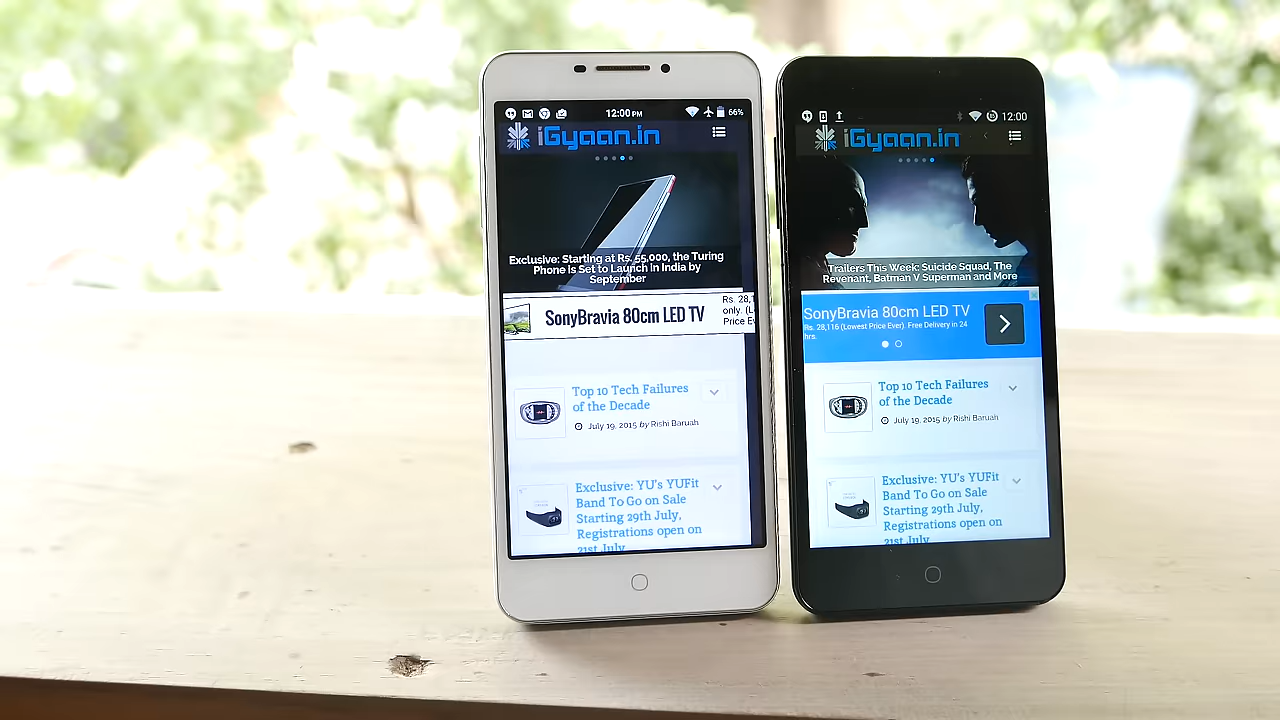 12:00 PM
66%
iGyaan.in
Exclusive: Starting at Rs. 55,000, the Turing
Phone is Set to Launch in India by
September
SonyBravia 80cm LED TV
Rs. 28,1
only. (L
Price Ev
Top 10 Tech Failures
of the Decade
July 19, 2015 by Rishi Baruah
Exclusive: YU's YUFit
Band To Go on Sale
Starting 29th July,
Registrations open on
21st July
12:00
iGyaan.in
Trailers This Week: Suicide Squad, The
Revenant, Batman V Superman and More
SonyBravia 80cm LED TV
Rs. 28,116 (Lowest Price Ever). Free Delivery in 24
hrs.
Top 10 Tech Failures
of the Decade
July 19, 2015 by Rishi Baruah
Exclusive: YU's YUFit
Band To Go on Sale
Starting 29th July,
Registrations open on
21st July